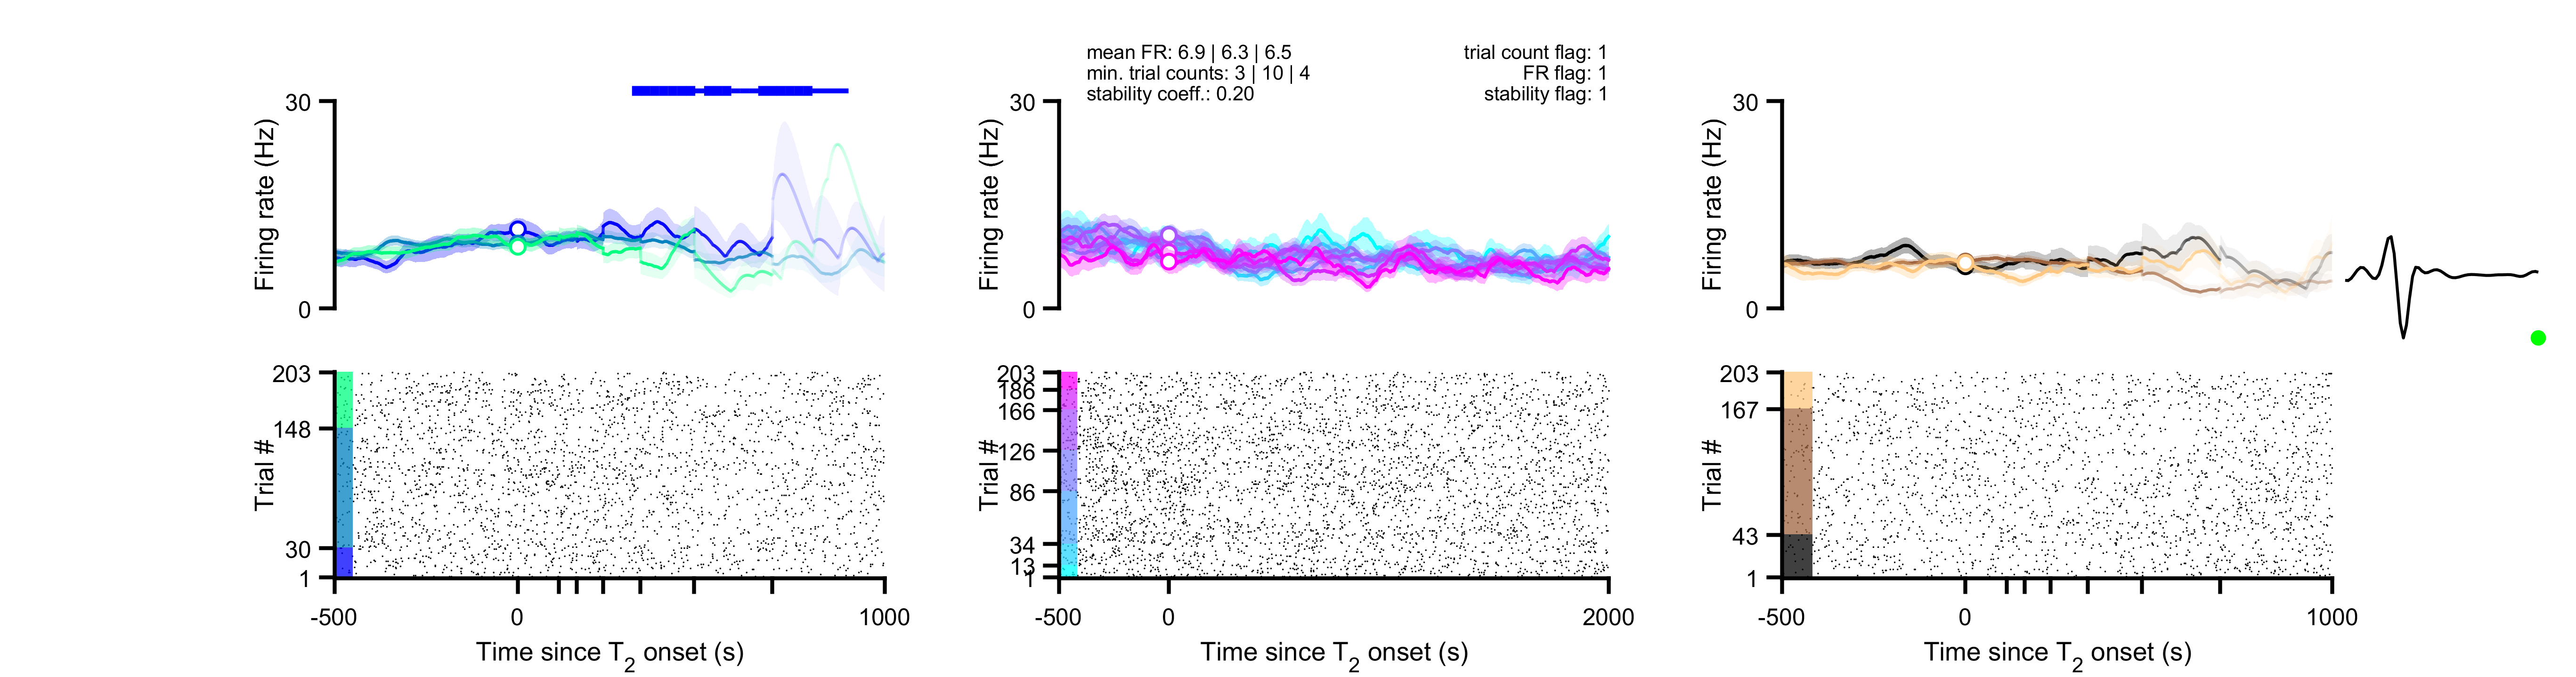 mean FR: 6.9 | 6.3 | 6.5
min. trial counts: 3 | 10 | 4
stability coeff.: 0.20
trial count flag: 1
FR flag: 1
stability flag: 1
30
0
Firing rate (Hz)
30
0
Firing rate (Hz)
30
0
Firing rate (Hz)
203
148
30
1
Trial #
-500
0
1000
Time since T2 onset (s)
203
186
166
126
86
34
13
1
Trial #
-500
0
2000
Time since T2 onset (s)
203
167
43
1
Trial #
-500
0
1000
Time since T2 onset (s)